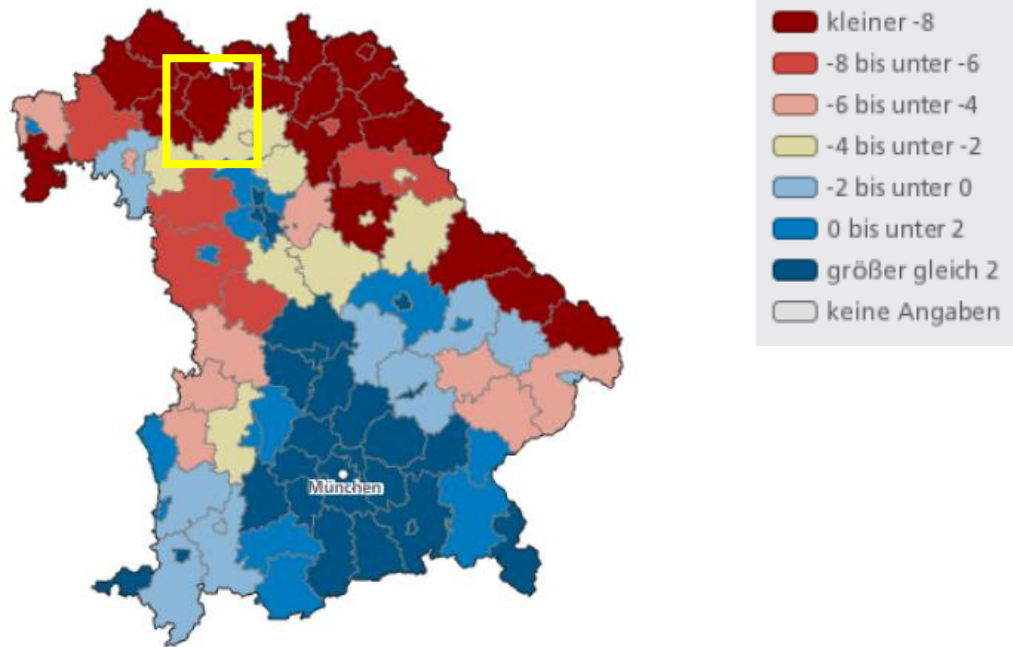 kleiner -8
-8 bis unter -6
-6 bis unter -4
-4 bis unter -2
-2 bis unter 0
0 bis unter 2
größer gleich 2
keine Angaben
München